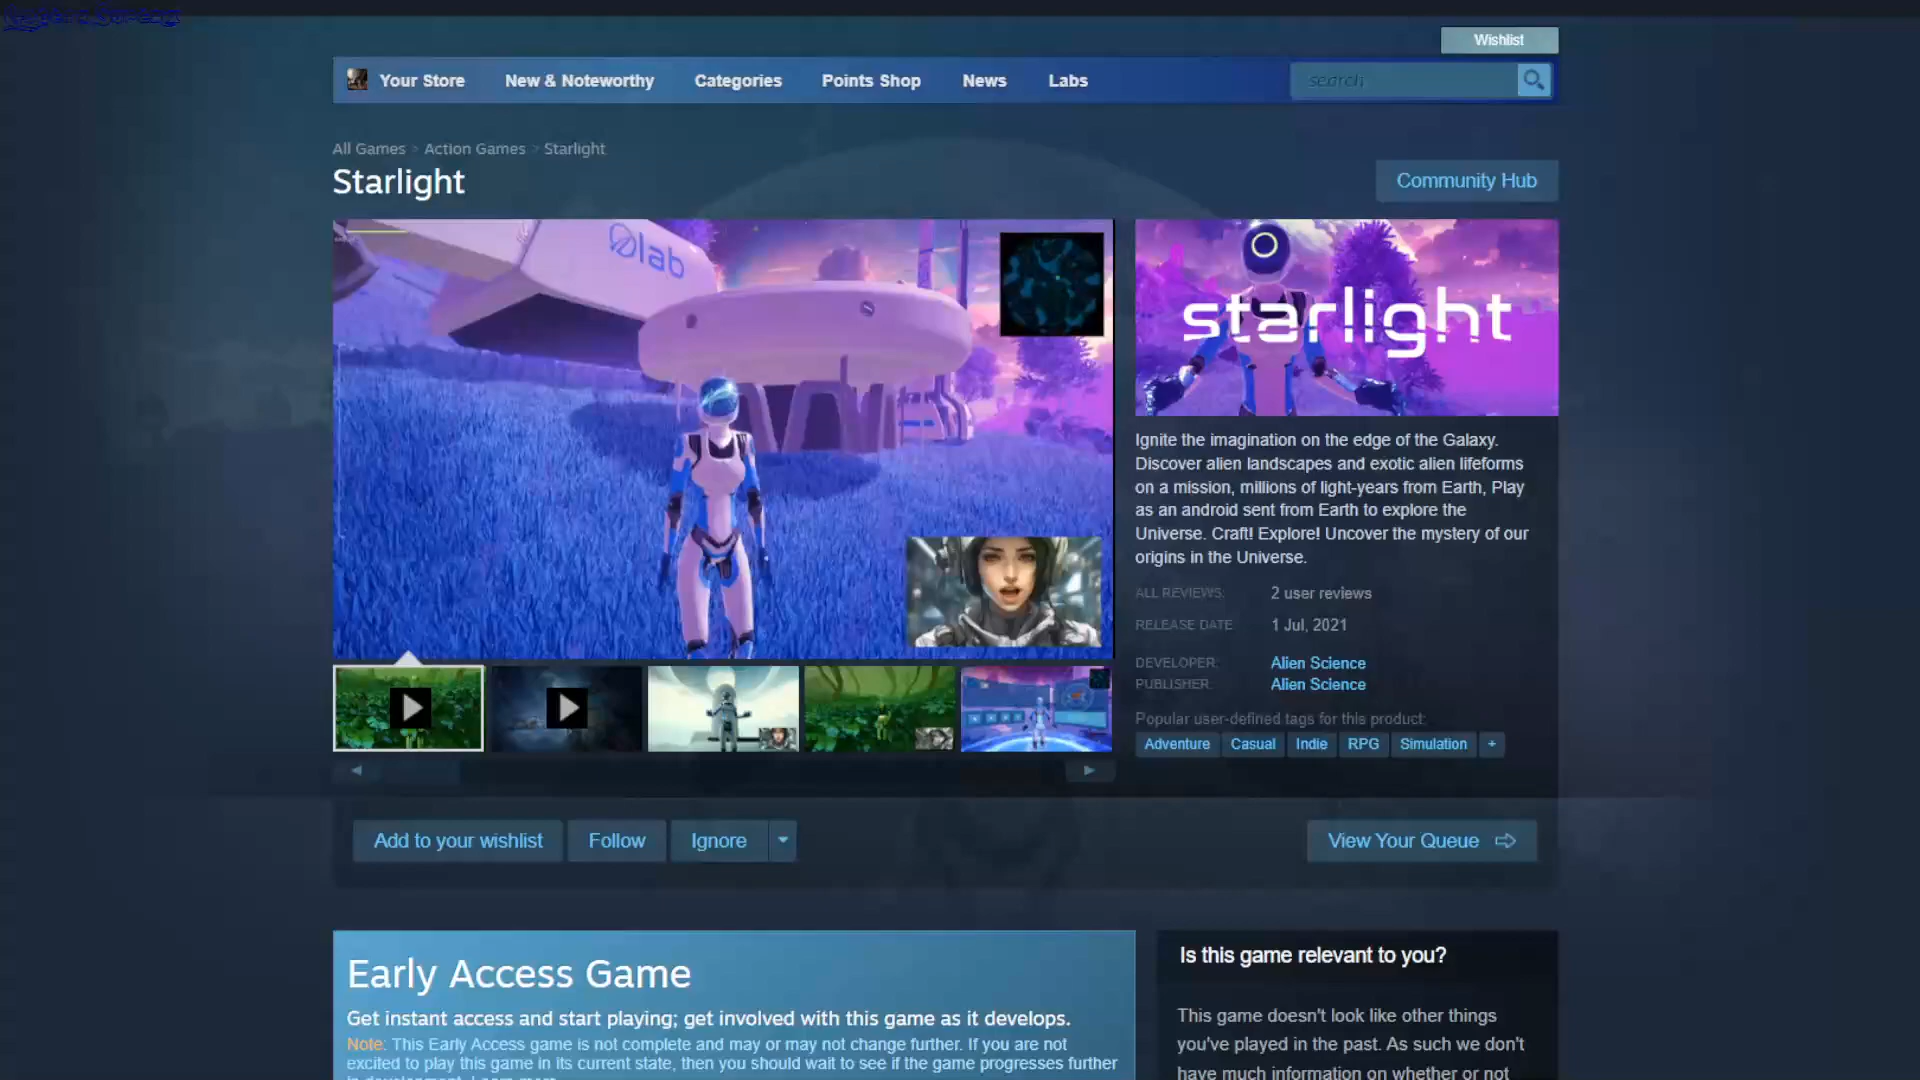 Wishlist
Your Store
New & Noteworthy
Categories
Points Shop
News
Labs
search
All Games > Action Games > Starlight
Starlight
Community Hub
lab
starlight
Ignite the imagination on the edge of the Galaxy.
Discover alien landscapes and exotic alien lifeforms
on a mission, millions of light-years from Earth, Play
as an android sent from Earth to explore the
Universe. Craft! Explore! Uncover the mystery of our
origins in the Universe.
ALL REVIEWS: 2 user reviews
RELEASE DATE: 1 Jul, 2021
DEVELOPER: Alien Science
PUBLISHER: Alien Science
Popular user-defined tags for this product:
Adventure Casual Indie RPG Simulation +
Add to your wishlist
Follow
Ignore
View Your Queue
Early Access Game
Get instant access and start playing; get involved with this game as it develops.
Note: This Early Access game is not complete and may or may not change further. If you are not
excited to play this game in its current state, then you should wait to see if the game progresses further
Is this game relevant to you?
This game doesn't look like other things
you've played in the past. As such we don't
have much information on whether or not